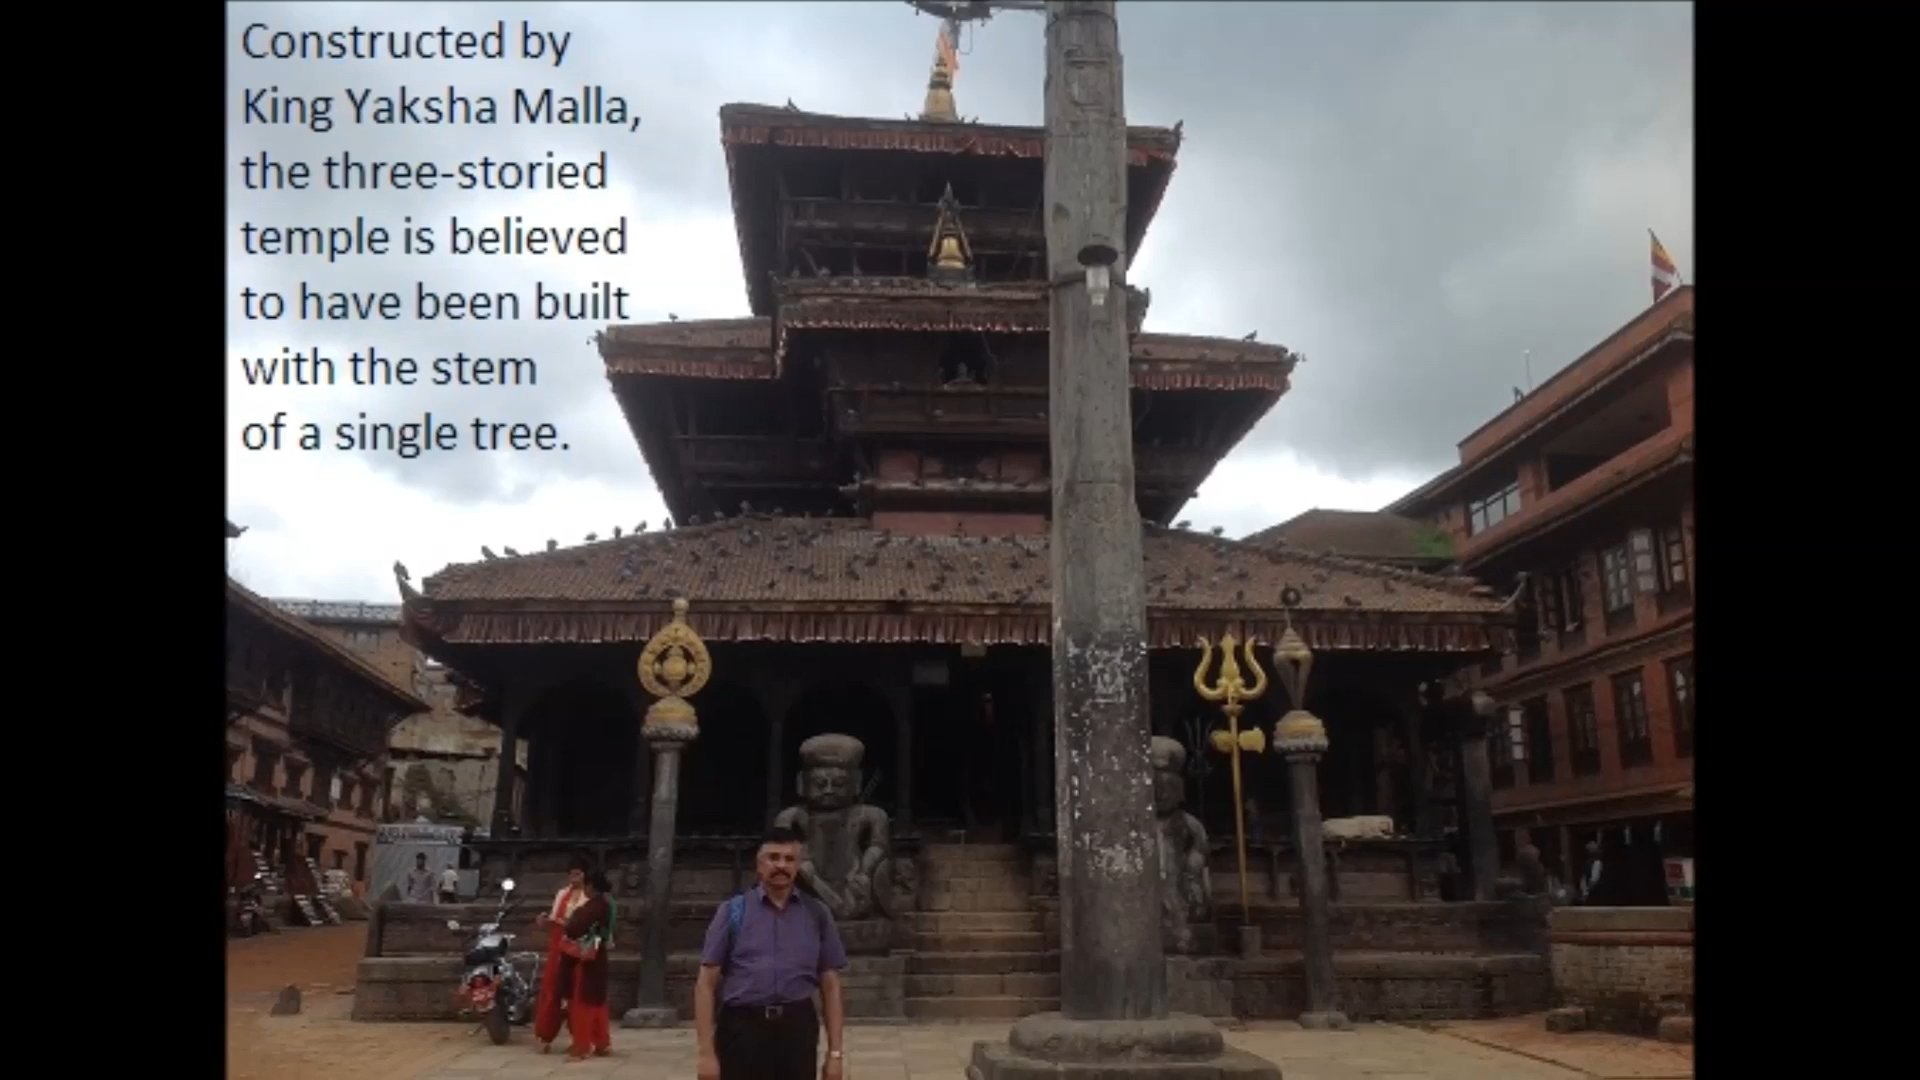 Constructed by
King Yaksha Malla,
the three-storied
temple is believed
to have been built
with the stem
of a single tree.